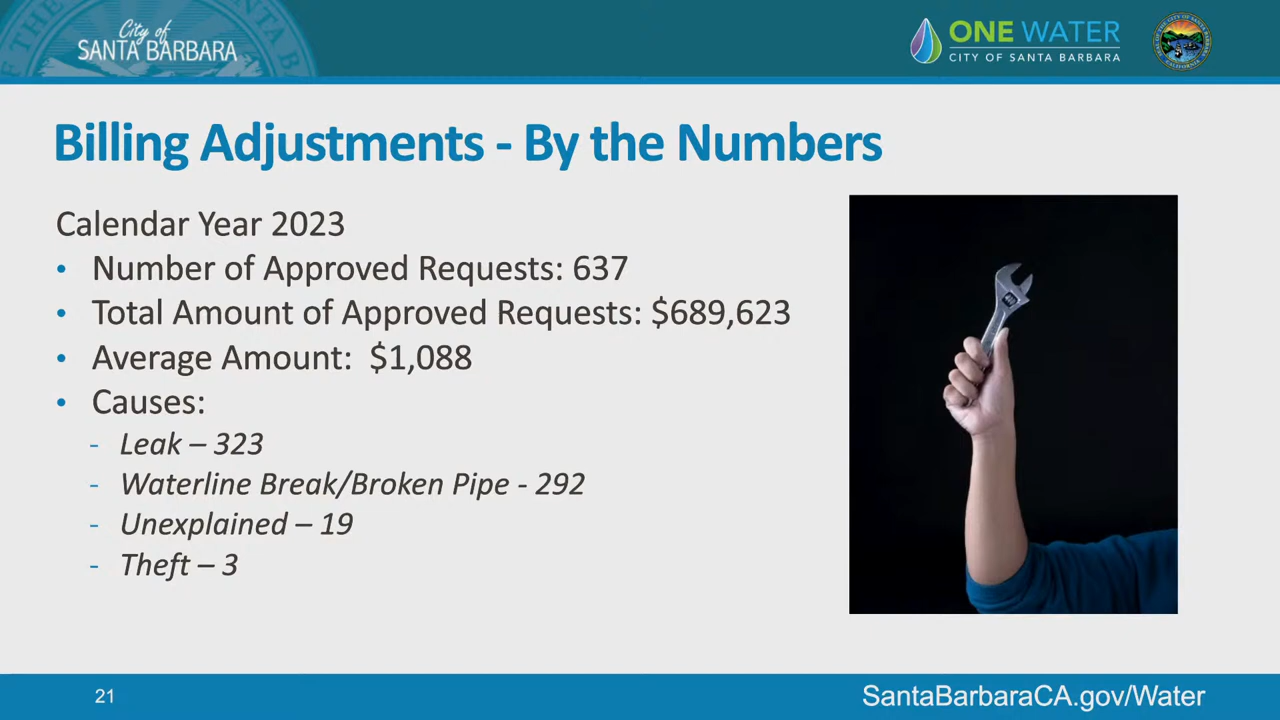 City of
SANTA BARBARA
ONE WATER
CITY OF SANTA BARBARA
Billing Adjustments - By the Numbers
Calendar Year 2023
• Number of Approved Requests: 637
• Total Amount of Approved Requests: $689,623
• Average Amount: $1,088
• Causes:
- Leak – 323
- Waterline Break/Broken Pipe - 292
- Unexplained – 19
- Theft – 3
21
SantaBarbaraCA.gov/Water